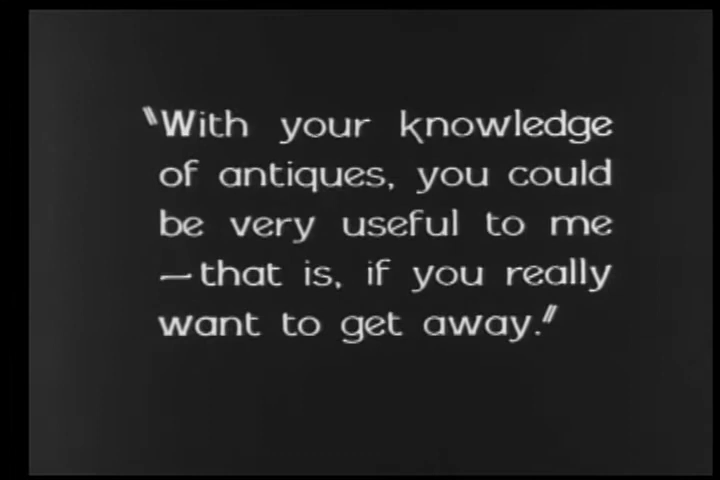 "With your knowledge
of antiques, you could
be very useful to me
—that is, if you really
want to get away."